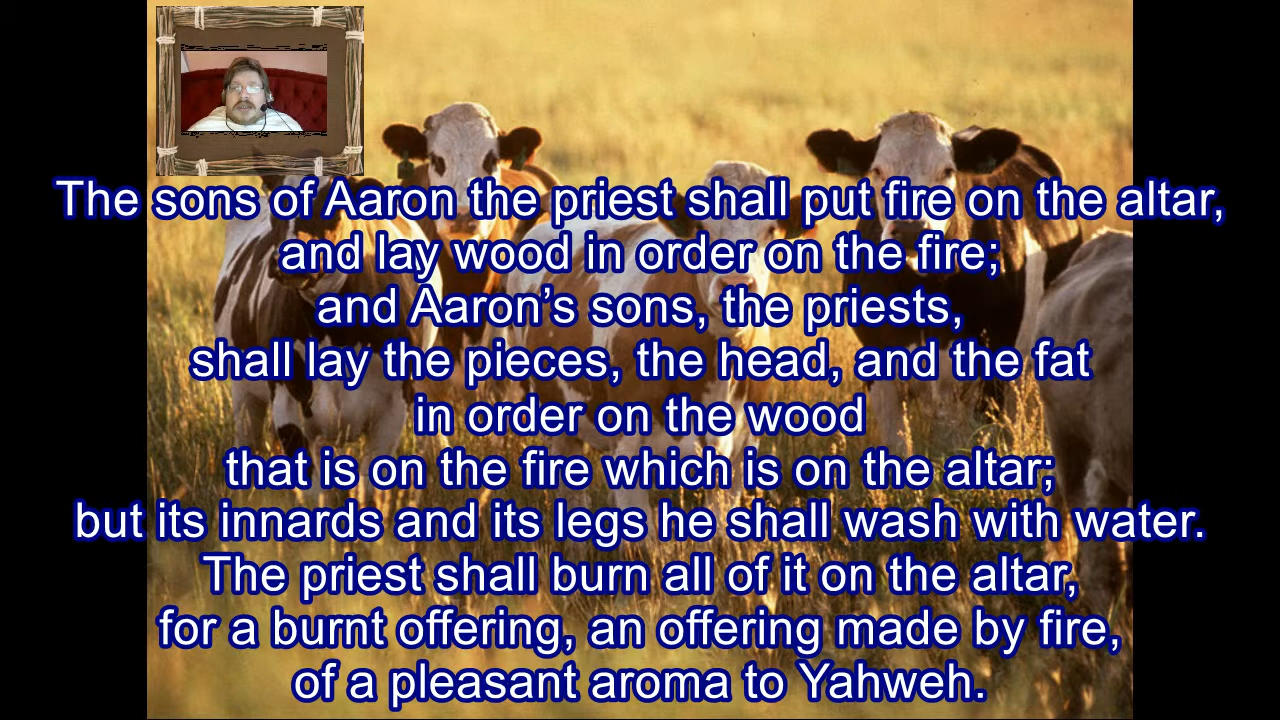 The sons of Aaron the priest shall put fire on the altar,
and lay wood in order on the fire;
and Aaron’s sons, the priests,
shall lay the pieces, the head, and the fat
in order on the wood
that is on the fire which is on the altar;
but its innards and its legs he shall wash with water.
The priest shall burn all of it on the altar,
for a burnt offering, an offering made by fire,
of a pleasant aroma to Yahweh.